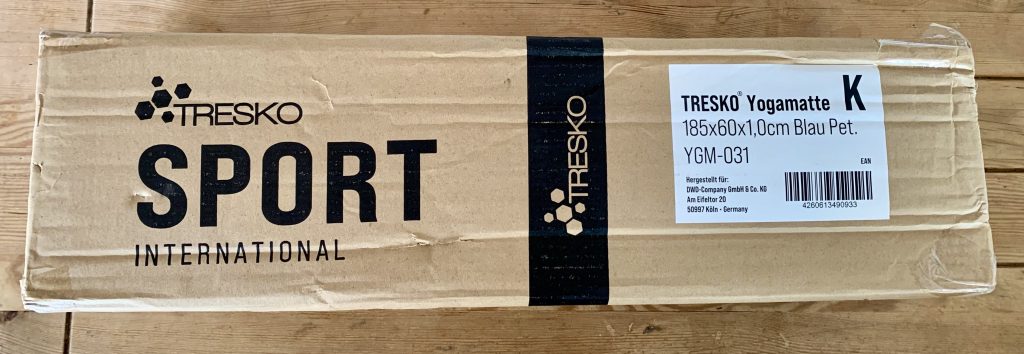 TRESKO
SPORT
INTERNATIONAL
TRESKO
TRESKO® Yogamatte K
185x60x1,0cm Blau Pet.
YGM-031
EAN
Hergestellt für:
DWD-Company GmbH & Co. KG
Am Eifeltor 20
50997 Köln - Germany
4260613490933